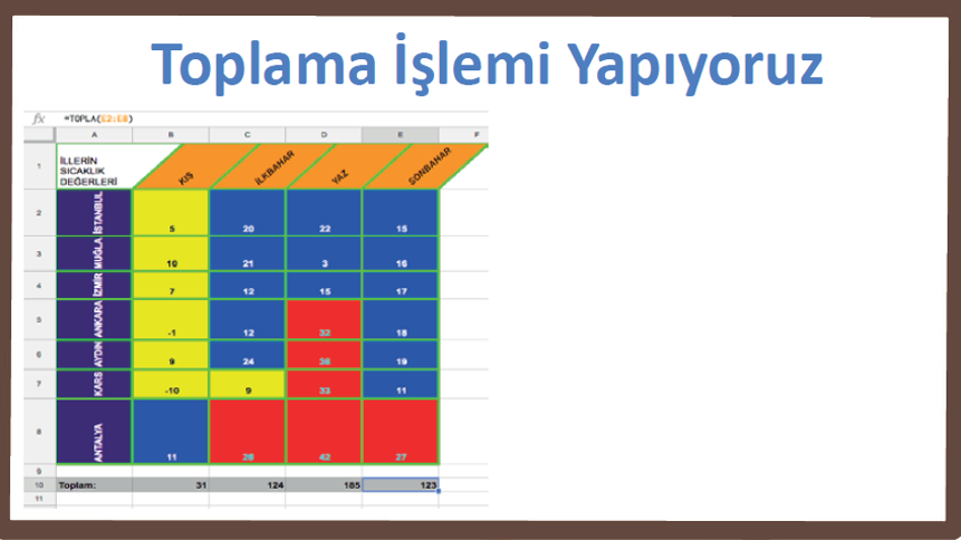 Toplama İşlemi Yapıyoruz
fx =TOPLA(E2:E8)
A B C D E F
1 İLLERİN SICAKLIK DEĞERLERİ KIŞ İLKBAHAR YAZ SONBAHAR
2 İSTANBUL 5 20 22 15
3 MUĞLA 10 21 3 16
4 İZMİR 7 12 15 17
5 ANKARA -1 12 32 18
6 AYDIN 9 24 19
7 KARS -10 9 33 11
8 ANTALYA 11 26 42 27
9
10 Toplam: 31 124 185 123
11